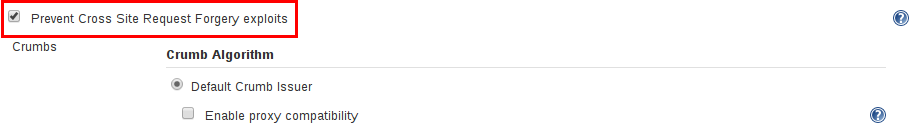 Prevent Cross Site Request Forgery exploits
Crumbs
Crumb Algorithm
Default Crumb Issuer
Enable proxy compatibility